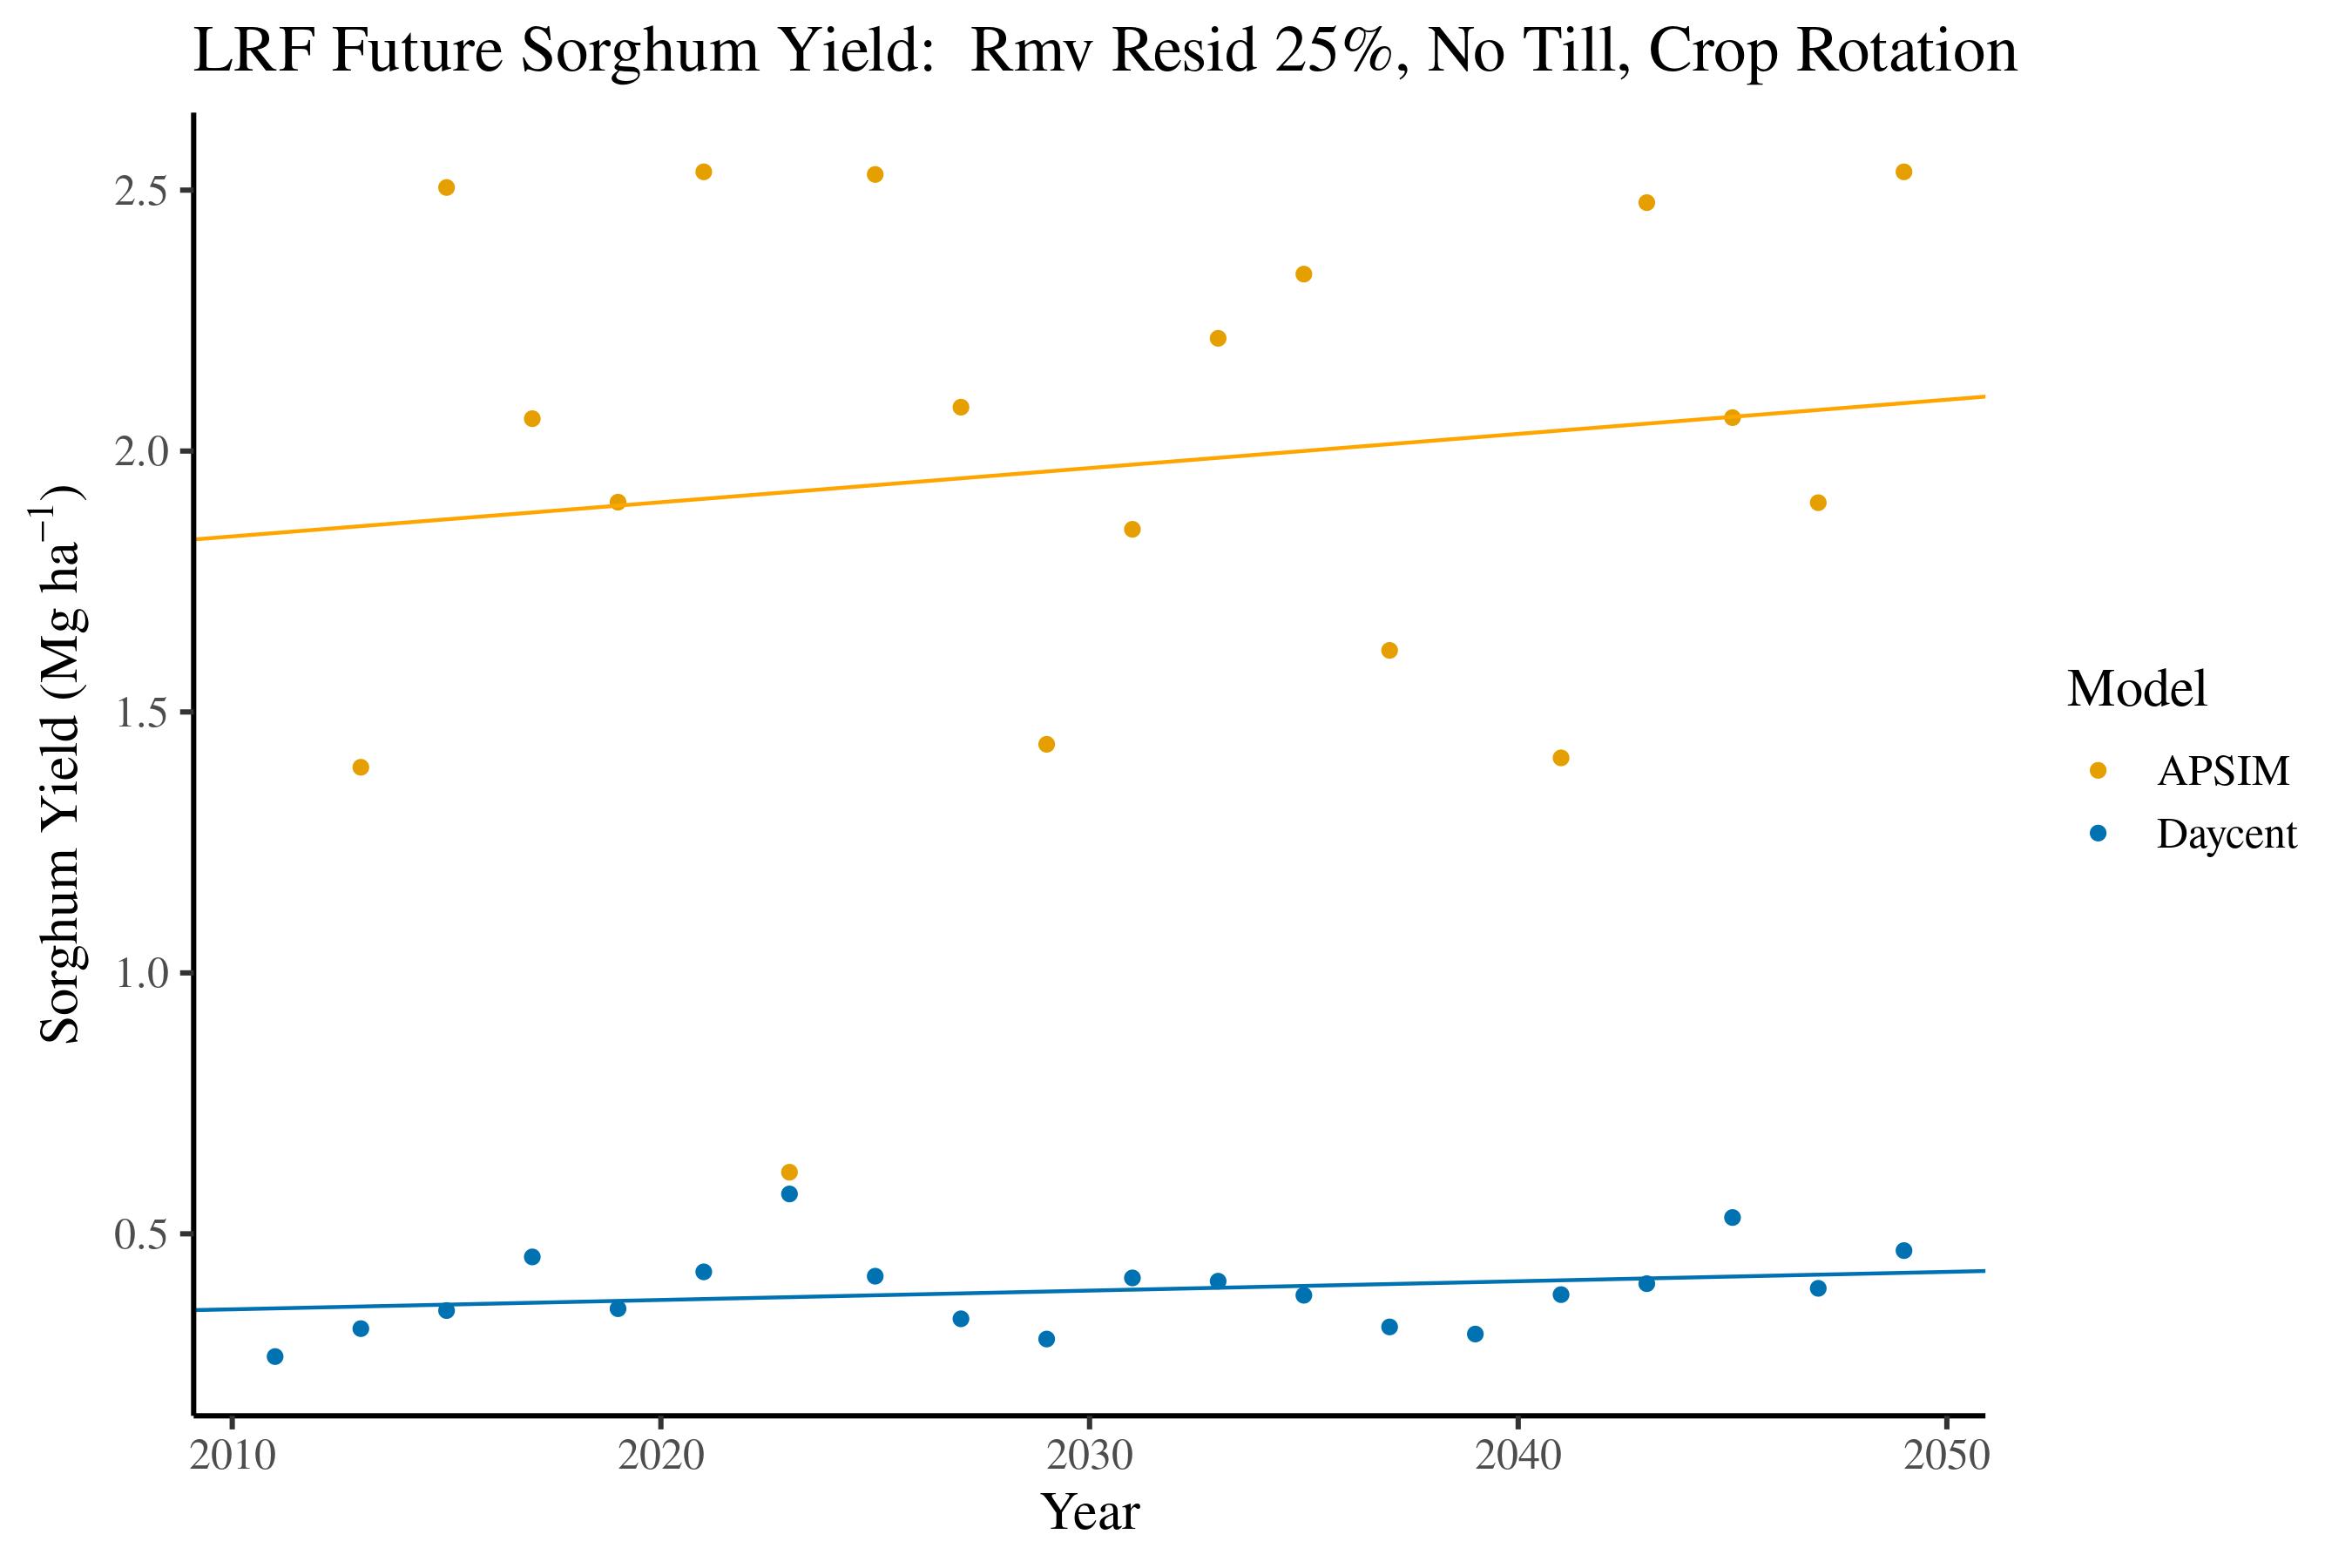 LRF Future Sorghum Yield:  Rmv Resid 25%, No Till, Crop Rotation
Sorghum Yield (Mg ha⁻¹)
2.5
2.0
1.5
1.0
0.5
2010 2020 2030 2040 2050
Year
Model
APSIM
Daycent